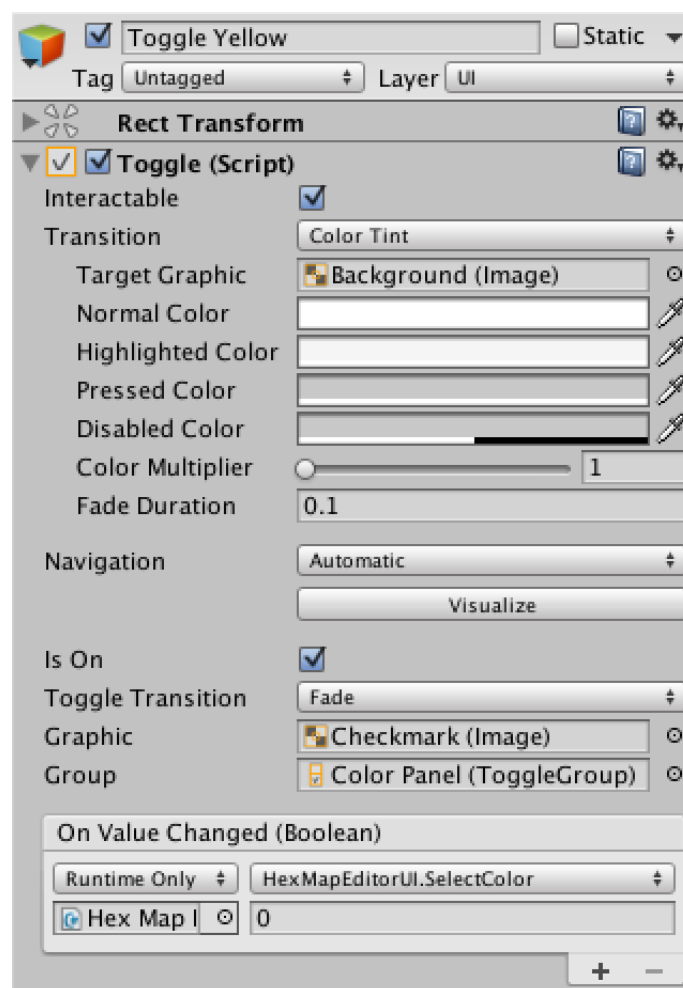 Toggle Yellow Static
Tag Untagged Layer UI
Rect Transform
Toggle (Script)
Interactable
Transition Color Tint
Target Graphic Background (Image)
Normal Color
Highlighted Color
Pressed Color
Disabled Color
Color Multiplier 1
Fade Duration 0.1
Navigation Automatic
Visualize
Is On
Toggle Transition Fade
Graphic Checkmark (Image)
Group Color Panel (ToggleGroup)
On Value Changed (Boolean)
Runtime Only HexMapEditorUI.SelectColor
Hex Map 0